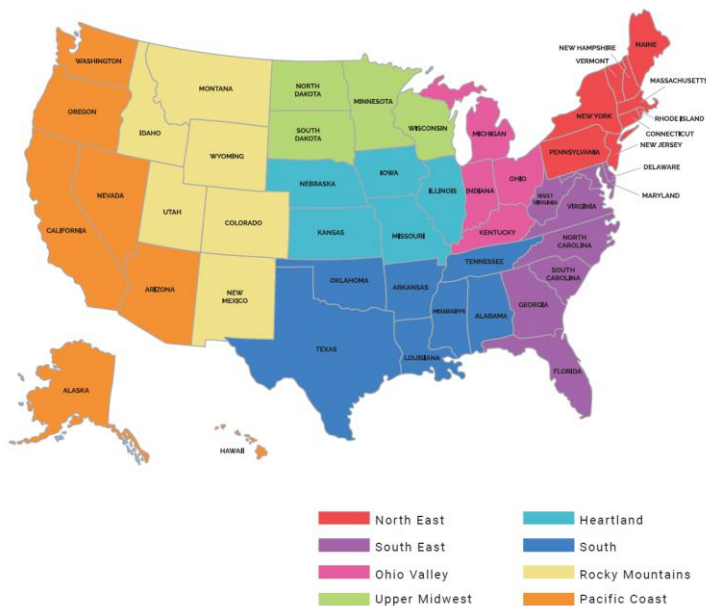 MAINE
NEW HAMPSHIRE
VERMONT
WASHINGTON
MONTANA
NORTH
DAKOTA
MINNESOTA
MASSACHUSETTS
OREGON
IDAHO
SOUTH
DAKOTA
WISCONSIN
MICHIGAN
NEW YORK
RHODE ISLAND
CONNECTICUT
NEW JERSEY
WYOMING
PENNSYLVANIA
IOWA
NEBRASKA
ILLINOIS
INDIANA
OHIO
DELAWARE
MARYLAND
NEVADA
UTAH
COLORADO
WEST
VIRGINIA
VIRGINIA
CALIFORNIA
KANSAS
MISSOURI
KENTUCKY
NORTH
CAROLINA
TENNESSEE
OKLAHOMA
ARKANSAS
SOUTH
CAROLINA
ARIZONA
NEW
MEXICO
MISSISSIPPI
ALABAMA
GEORGIA
TEXAS
LOUISIANA
FLORIDA
ALASKA
HAWAII
North East
Heartland
South East
South
Ohio Valley
Rocky Mountains
Upper Midwest
Pacific Coast